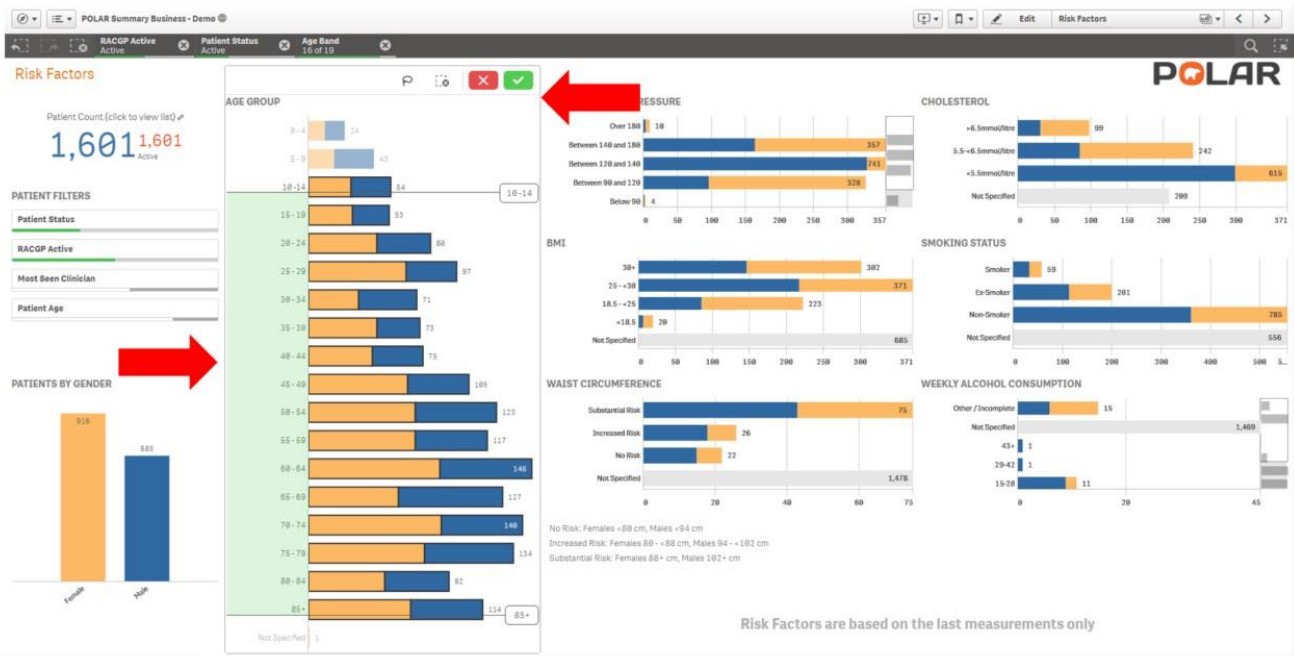 POLAR Summary Business - Demo
Edit
Risk Factors
RACGP Active
Active
Patient Status
Active
Age Band
16 of 19
Risk Factors
POLAR
Patient Count (click to view list)
1,601
1,601
Active
PATIENT FILTERS
Patient Status
RACGP Active
Most Seen Clinician
Patient Age
PATIENTS BY GENDER
916
685
Female
Male
AGE GROUP
0-4 24
5-9 43
10-14 54
10-14
15-19 53
20-24 80
25-29 97
30-34 71
35-39 73
40-44 75
45-49 105
50-54 123
55-59 117
60-64 146
65-69 127
70-74 140
75-79 134
80-84 92
85+ 114
85+
Not Specified 1
RESSURE
Over 180 10
Between 140 and 180 357
Between 120 and 140 741
Between 90 and 120 328
Below 90 4
0 50 100 150 200 250 300 357
BMI
30+ 302
25-<30 371
18.5-<25 223
<18.5 20
Not Specified 685
0 50 100 150 200 250 300 371
WAIST CIRCUMFERENCE
Substantial Risk 75
Increased Risk 26
No Risk 22
Not Specified 1,478
0 20 40 60 75
No Risk: Females <80 cm, Males <94 cm
Increased Risk: Females 80 - <88 cm, Males 94 - <102 cm
Substantial Risk: Females 88+ cm, Males 102+ cm
CHOLESTEROL
>6.5mmol/litre 99
5.5-<6.5mmol/litre 242
<5.5mmol/litre 615
Not Specified 209
0 50 100 150 200 250 300 371
SMOKING STATUS
Smoker 59
Ex-Smoker 201
Non-Smoker 785
Not Specified 556
0 100 200 300 400 500 5...
WEEKLY ALCOHOL CONSUMPTION
Other / Incomplete 15
Not Specified 1,469
43+ 1
29-42 1
15-28 11
0 20 45
Risk Factors are based on the last measurements only